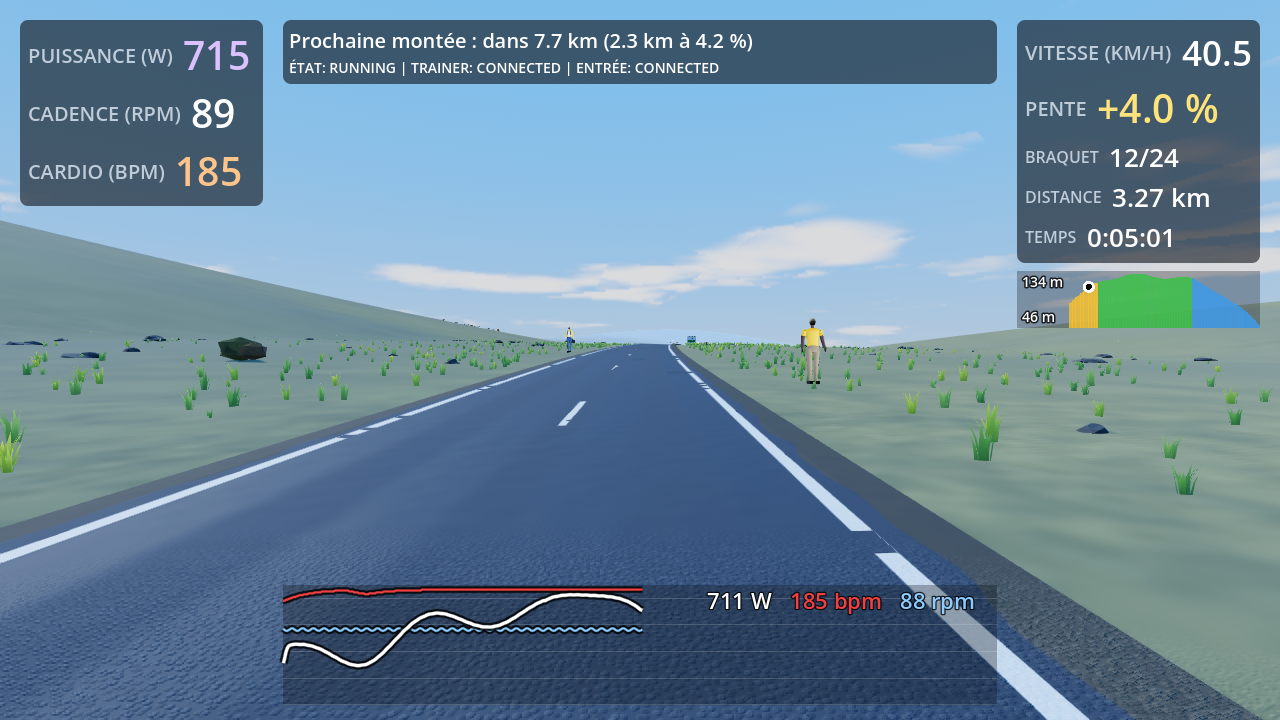 PUISSANCE (W) 715
CADENCE (RPM) 89
CARDIO (BPM) 185
Prochaine montée : dans 7.7 km (2.3 km à 4.2 %)
ÉTAT: RUNNING | TRAINER: CONNECTED | ENTRÉE: CONNECTED
VITESSE (KM/H) 40.5
PENTE +4.0 %
BRAQUET 12/24
DISTANCE 3.27 km
TEMPS 0:05:01
134 m
46 m
711 W 185 bpm 88 rpm